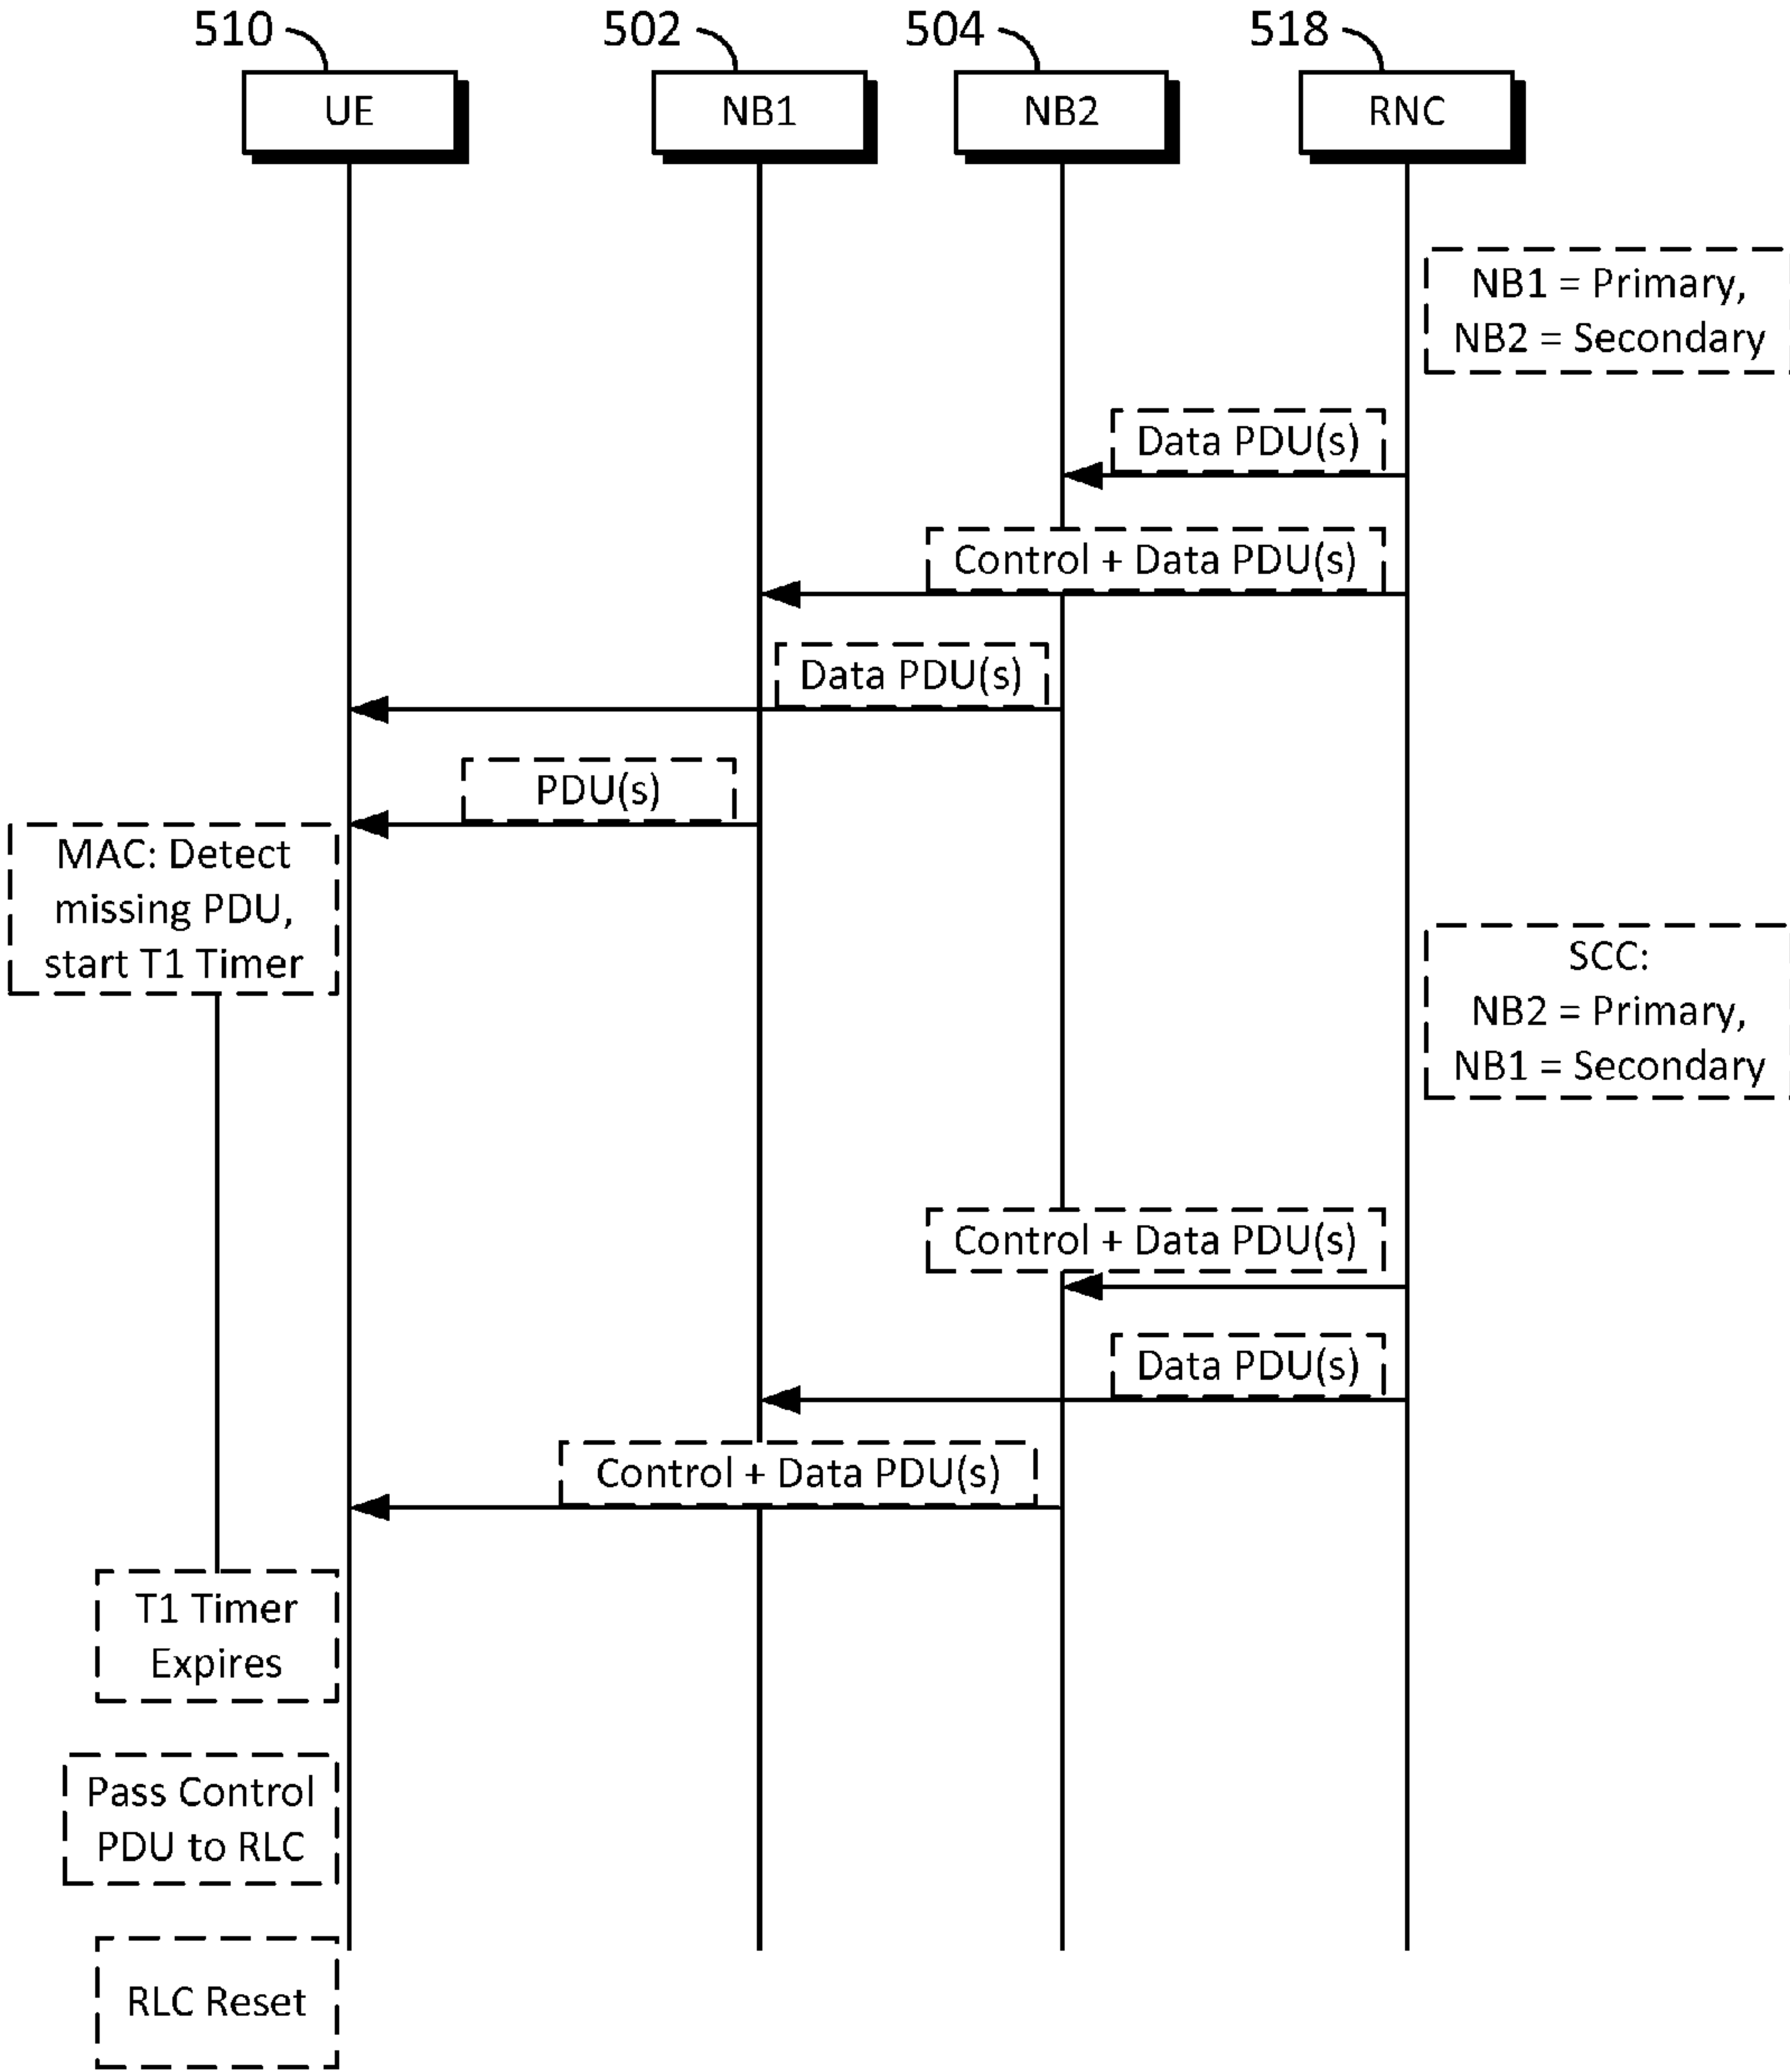 510
502
504
518
UE
NB1
NB2
RNC
NB1 = Primary,
NB2 = Secondary
Data PDU(s)
Control + Data PDU(s)
Data PDU(s)
PDU(s)
MAC: Detect
missing PDU,
start T1 Timer
SCC:
NB2 = Primary,
NB1 = Secondary
Control + Data PDU(s)
Data PDU(s)
Control + Data PDU(s)
T1 Timer
Expires
Pass Control
PDU to RLC
RLC Reset